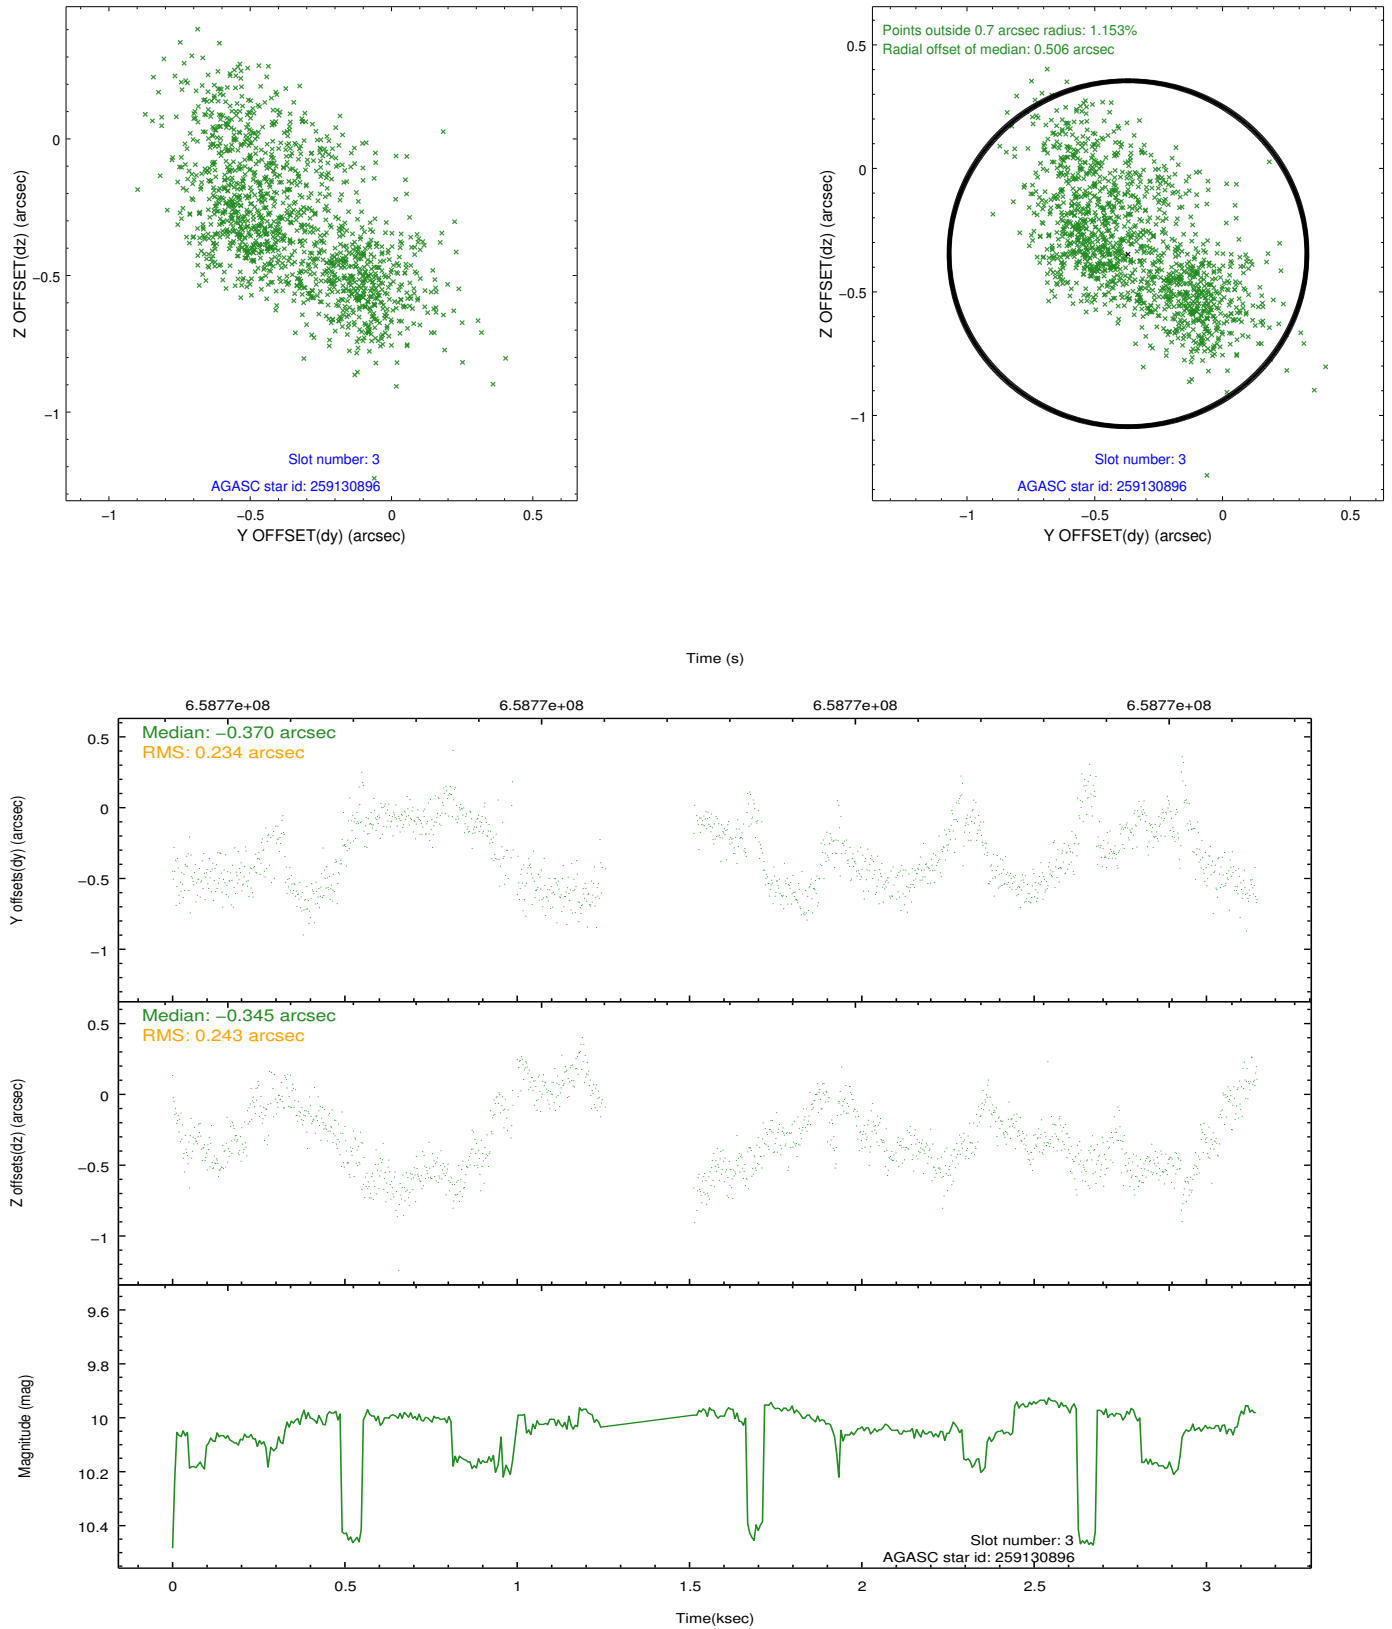 0
−0.5
−1
Z OFFSET(dz) (arcsec)
Slot number: 3
AGASC star id: 259130896
−1
−0.5
0
0.5
Y OFFSET(dy) (arcsec)
Points outside 0.7 arcsec radius: 1.153%
Radial offset of median: 0.506 arcsec
0.5
0
−0.5
−1
Z OFFSET(dz) (arcsec)
Slot number: 3
AGASC star id: 259130896
−1
−0.5
0
0.5
Y OFFSET(dy) (arcsec)
Time (s)
6.5877e+08
6.5877e+08
6.5877e+08
6.5877e+08
Median: −0.370 arcsec
RMS: 0.234 arcsec
0.5
0
−0.5
−1
Y offsets(dy) (arcsec)
Median: −0.345 arcsec
RMS: 0.243 arcsec
0.5
0
−0.5
−1
Z offsets(dz) (arcsec)
9.6
9.8
10
10.2
10.4
Magnitude (mag)
Slot number: 3
AGASC star id: 259130896
0
0.5
1
1.5
2
2.5
3
Time(ksec)